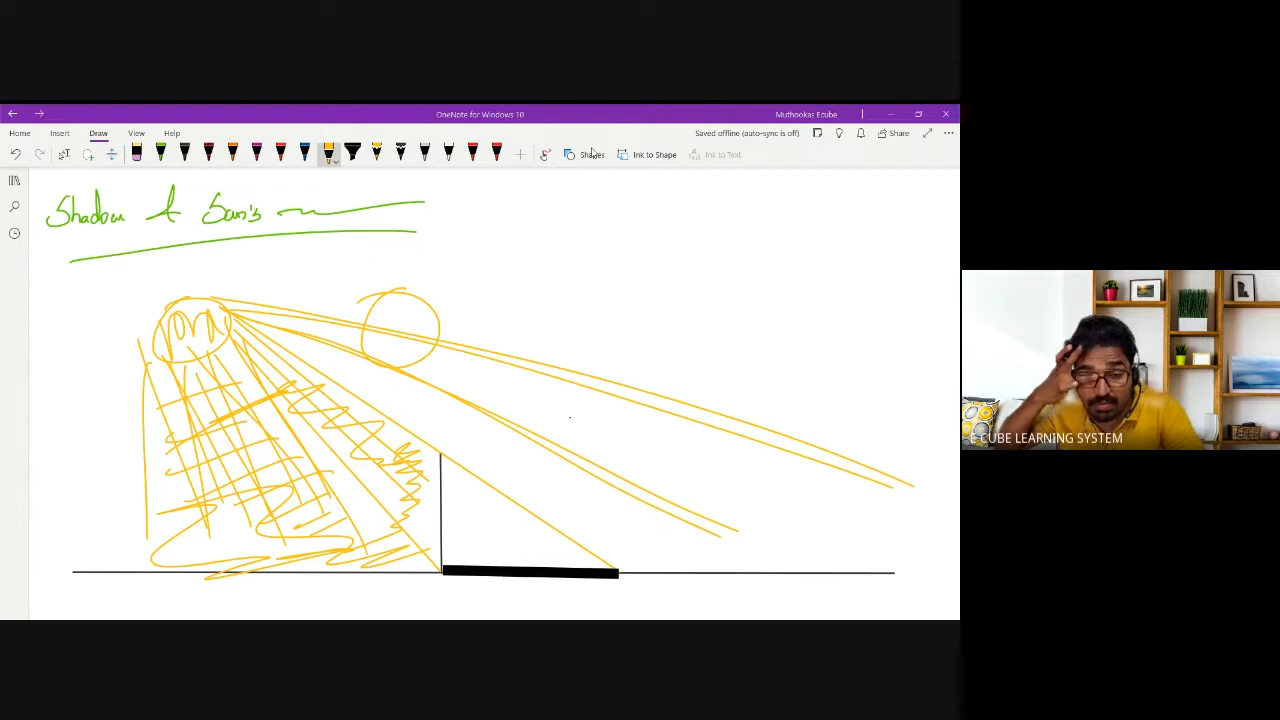 OneNote for Windows 10
Muthookas Ecube
Home Insert Draw View Help
Saved offline (auto-sync is off)
Share
Shapes
Ink to Shape
Ink to Text
Shadow & Sun's
E CUBE LEARNING SYSTEM